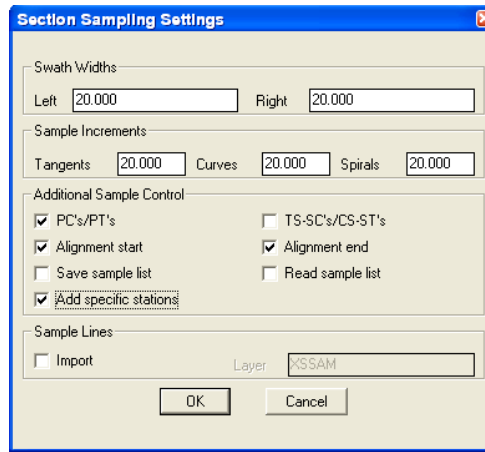 Section Sampling Settings
Swath Widths
Left 20.000 Right 20.000
Sample Increments
Tangents 20.000 Curves 20.000 Spirals 20.000
Additional Sample Control
PC's/PT's TS-SC's/CS-ST's
Alignment start Alignment end
Save sample list Read sample list
Add specific stations
Sample Lines
Import Layer XSSAM
OK Cancel